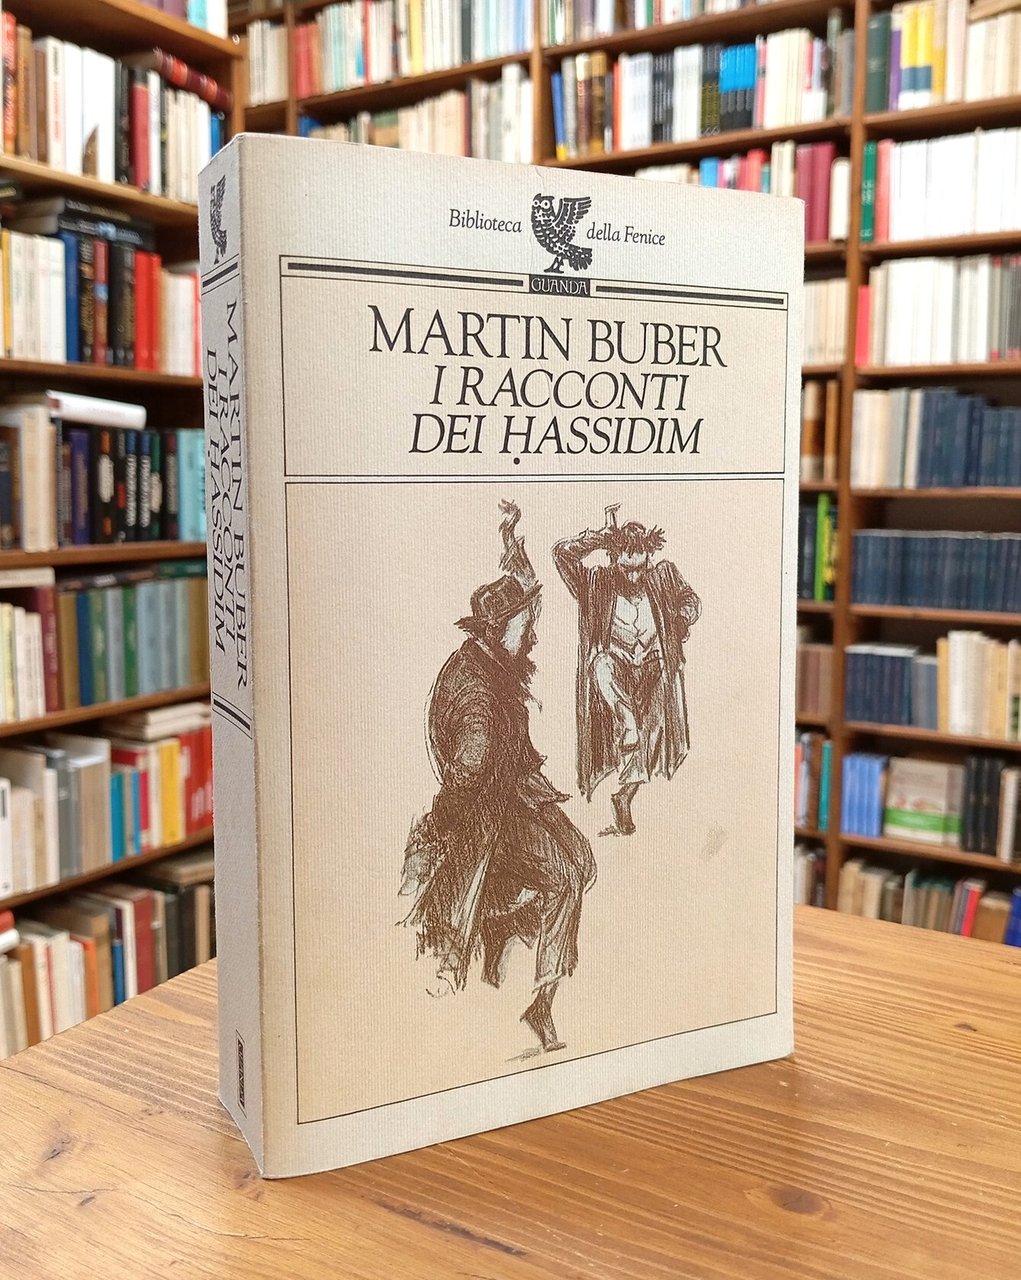 Biblioteca della Fenice
GUANDA
MARTIN BUBER
I RACCONTI
DEI ḤASSIDIM
MARTIN BUBER
I RACCONTI
DEI ḤASSIDIM